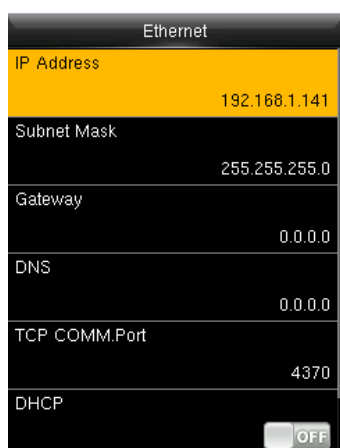 Ethernet
IP Address
192.168.1.141
Subnet Mask
255.255.255.0
Gateway
0.0.0.0
DNS
0.0.0.0
TCP COMM.Port
4370
DHCP
OFF